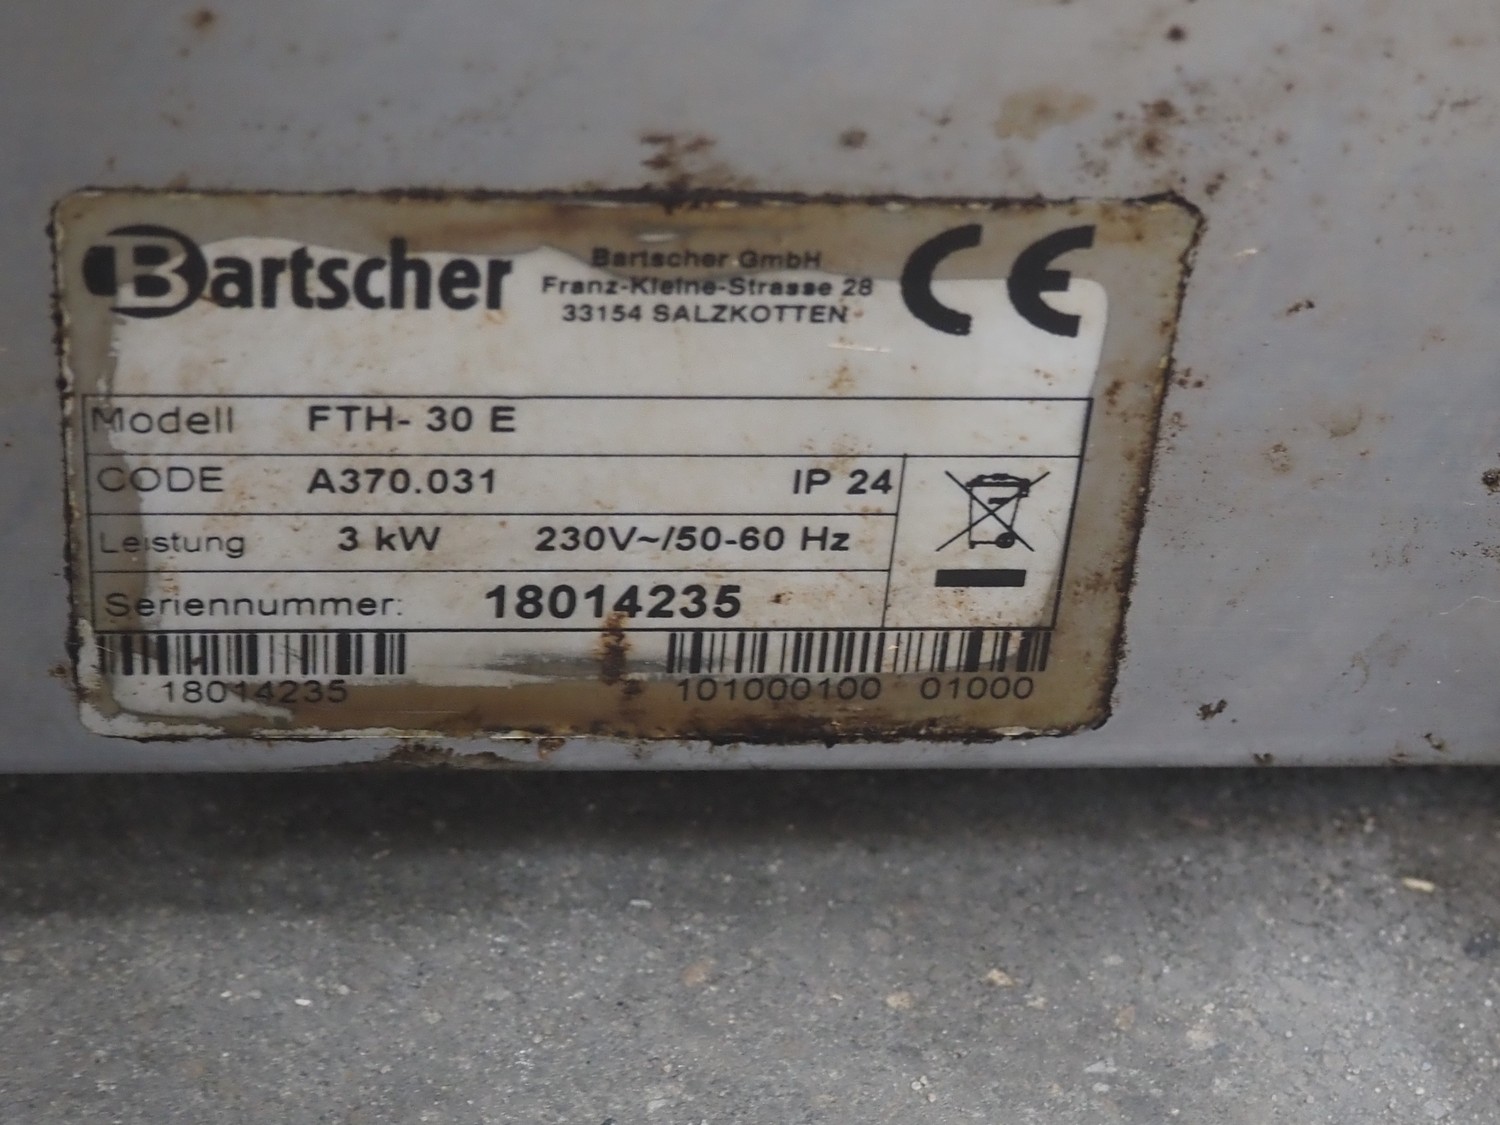 Bartscher
Bartscher GmbH
Franz-Kleine-Strasse 28
33154 SALZKOTTEN
CE
Modell FTH- 30 E
CODE A370.031 IP 24
Leistung 3 kW 230V~/50-60 Hz
Seriennummer: 18014235
18014235 101000100 01000